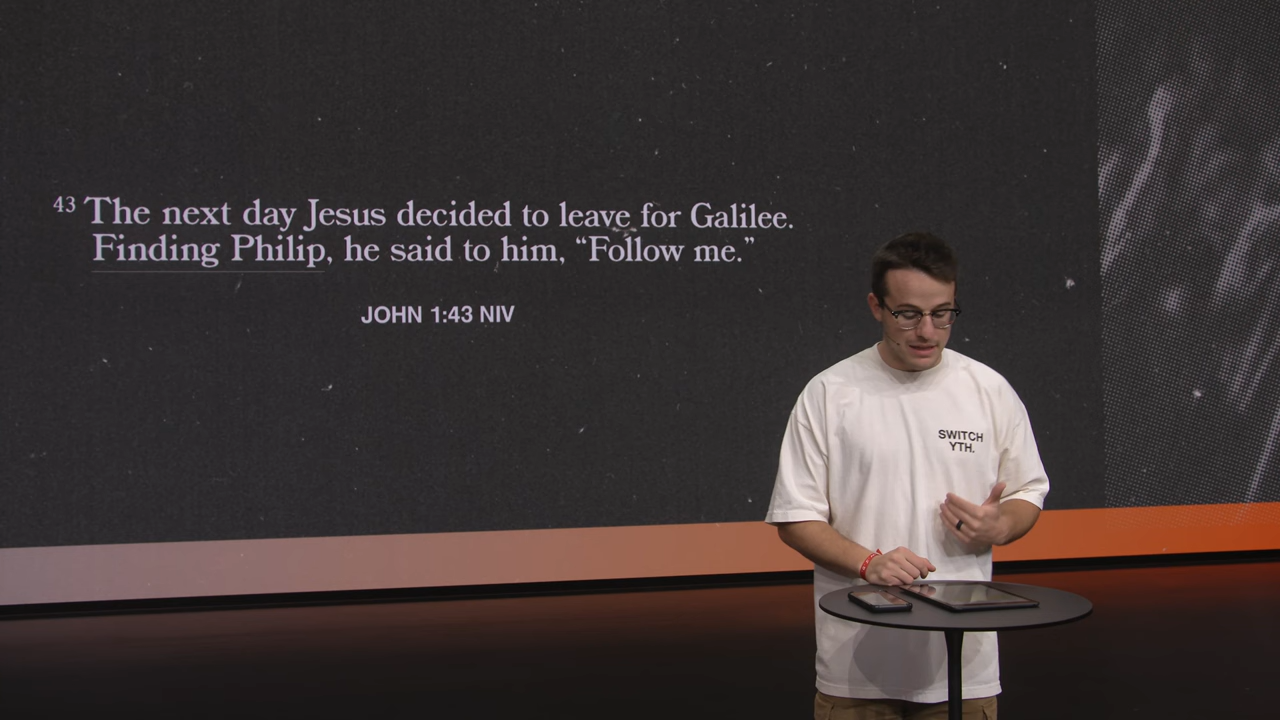 43 The next day Jesus decided to leave for Galilee.
Finding Philip, he said to him, “Follow me.”
JOHN 1:43 NIV
SWITCH
YTH.